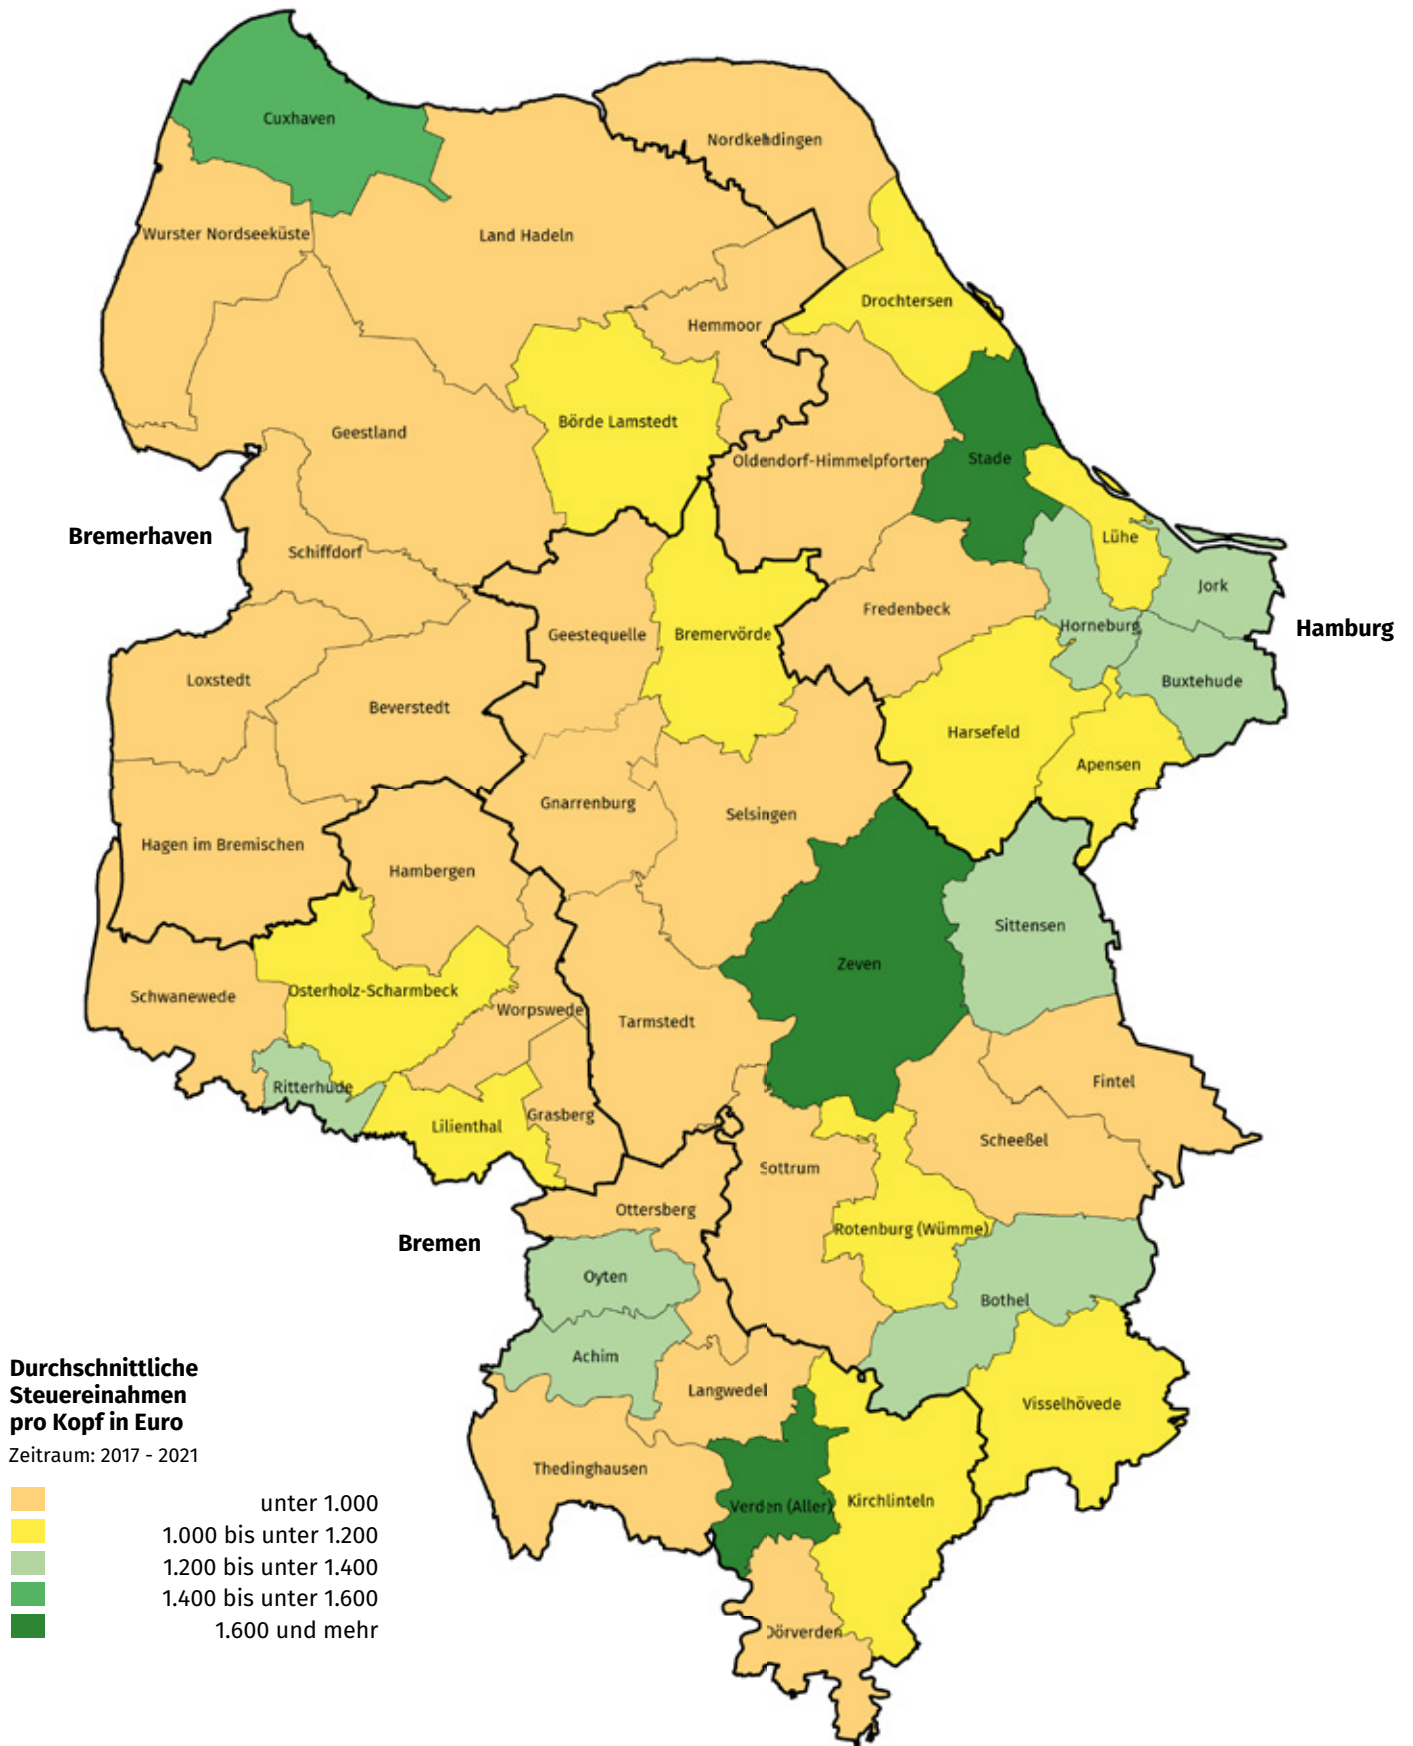 Cuxhaven
Nordkehdingen
Wurster Nordseeküste
Land Hadeln
Drochtersen
Hemmoor
Börde Lamstedt
Geestland
Oldendorf-Himmelpforten
Stade
Bremerhaven
Lühe
Schiffdorf
Jork
Fredenbeck
Horneburg
Hamburg
Geestequelle
Bremervörde
Loxstedt
Buxtehude
Beverstedt
Harsefeld
Apensen
Gnarrenburg
Selsingen
Hagen im Bremischen
Hambergen
Sittensen
Zeven
Osterholz-Scharmbeck
Schwanewede
Worpswede
Tarmstedt
Ritterhude
Fintel
Grasberg
Lilienthal
Scheeßel
Sottrum
Ottersberg
Rotenburg (Wümme)
Bremen
Oyten
Bothel
Achim
Langwedel
Visselhövede
Thedinghausen
Kirchlinteln
Verden (Aller)
Dörverden
Durchschnittliche
Steuereinahmen
pro Kopf in Euro
Zeitraum: 2017 - 2021
unter 1.000
1.000 bis unter 1.200
1.200 bis unter 1.400
1.400 bis unter 1.600
1.600 und mehr